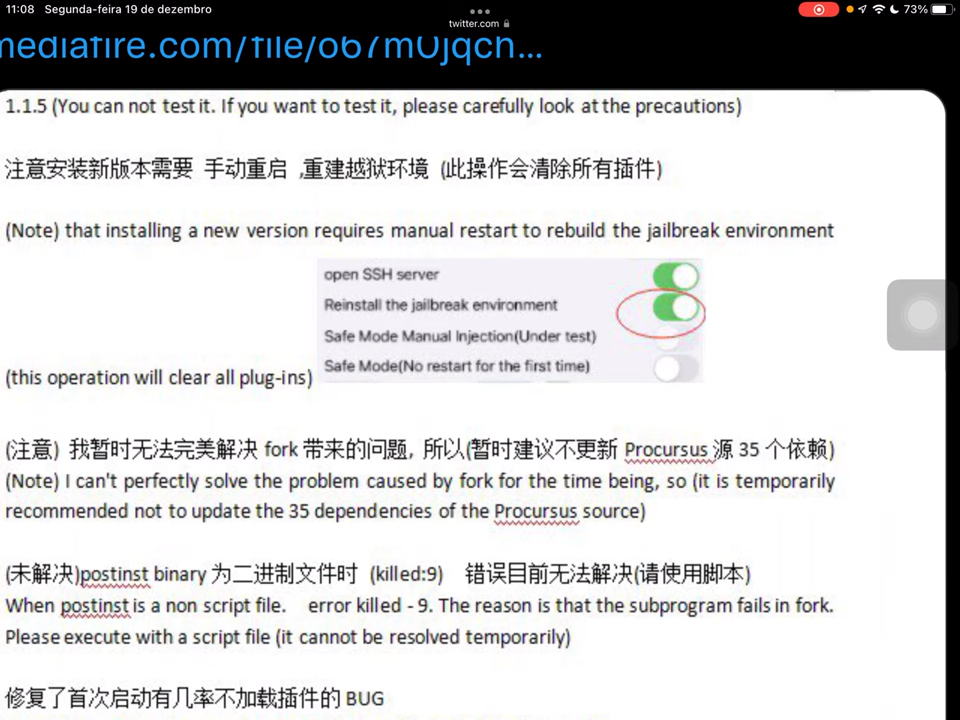 11:08 Segunda-feira 19 de dezembro
73%
twitter.com
mediafire.com/file/o67m0jqch...
1.1.5 (You can not test it. If you want to test it, please carefully look at the precautions)
注意安装新版本需要 手动重启 ,重建越狱环境 (此操作会清除所有插件)
(Note) that installing a new version requires manual restart to rebuild the jailbreak environment
open SSH server
Reinstall the jailbreak environment
Safe Mode Manual Injection(Under test)
Safe Mode(No restart for the first time)
(this operation will clear all plug-ins)
(注意) 我暂时无法完美解决 fork 带来的问题, 所以(暂时建议不更新 Procursus 源 35 个依赖)
(Note) I can't perfectly solve the problem caused by fork for the time being, so (it is temporarily
recommended not to update the 35 dependencies of the Procursus source)
(未解决)postinst binary 为二进制文件时 (killed:9) 错误目前无法解决(请使用脚本)
When postinst is a non script file. error killed - 9. The reason is that the subprogram fails in fork.
Please execute with a script file (it cannot be resolved temporarily)
修复了首次启动有几率不加载插件的 BUG